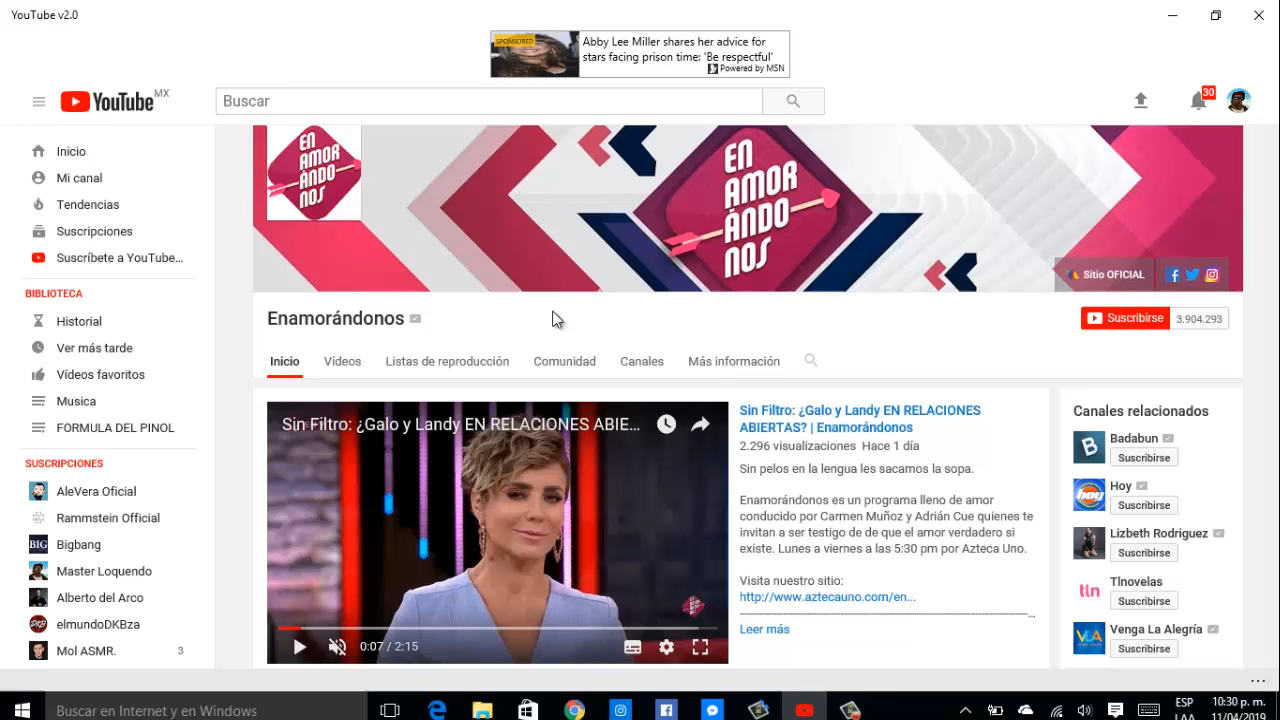 YouTube v2.0
SPONSORED
Abby Lee Miller shares her advice for
stars facing prison time: 'Be respectful'
Powered by MSN
YouTube MX
Buscar
30
Inicio
Mi canal
Tendencias
Suscripciones
Suscríbete a YouTube...
BIBLIOTECA
Historial
Ver más tarde
Vídeos favoritos
Musica
FORMULA DEL PINOL
SUSCRIPCIONES
AleVera Oficial
Rammstein Official
BIG
Bigbang
Master Loquendo
Alberto del Arco
DKB
elmundoDKBza
Mol ASMR.
3
EN
AMOR
ÁNDO
NOS
EN
AMOR
ÁNDO
NOS
Sitio OFICIAL
Enamorándonos
Suscribirse
3.904.293
Inicio
Vídeos
Listas de reproducción
Comunidad
Canales
Más información
Sin Filtro: ¿Galo y Landy EN RELACIONES ABIE...
0:07 / 2:15
Sin Filtro: ¿Galo y Landy EN RELACIONES
ABIERTAS? | Enamorándonos
2.296 visualizaciones Hace 1 día
Sin pelos en la lengua les sacamos la sopa.
Enamorándonos es un programa lleno de amor
conducido por Carmen Muñoz y Adrián Cue quienes te
invitan a ser testigo de de que el amor verdadero si
existe. Lunes a viernes a las 5:30 pm por Azteca Uno.
Visita nuestro sitio:
http://www.aztecauno.com/en...
Leer más
Canales relacionados
B
Badabun
Suscribirse
hoy
Hoy
Suscribirse
Lizbeth Rodriguez
Suscribirse
tln
Tlnovelas
Suscribirse
VLA
Venga La Alegría
Suscribirse
Buscar en Internet y en Windows
ESP
LAA
10:30 p. m.
11/04/2019